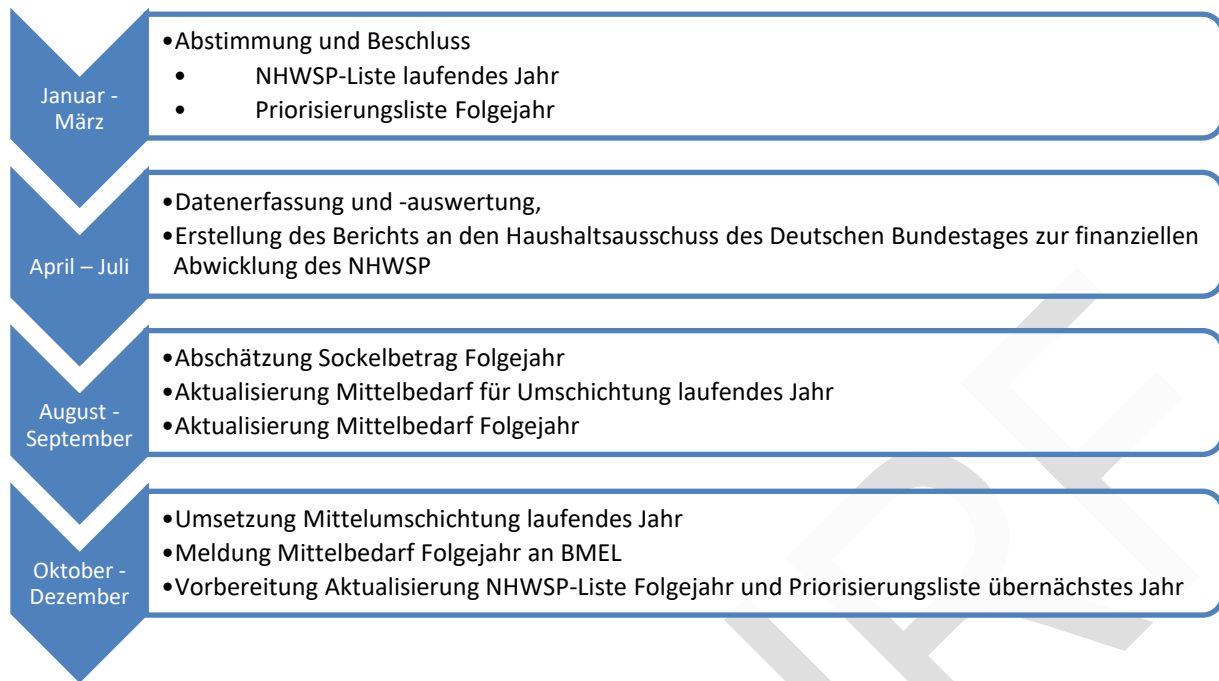 Januar -
März
•Abstimmung und Beschluss
• NHWSP-Liste laufendes Jahr
• Priorisierungsliste Folgejahr
April – Juli
•Datenerfassung und -auswertung,
•Erstellung des Berichts an den Haushaltsausschuss des Deutschen Bundestages zur finanziellen
Abwicklung des NHWSP
August -
September
•Abschätzung Sockelbetrag Folgejahr
•Aktualisierung Mittelbedarf für Umschichtung laufendes Jahr
•Aktualisierung Mittelbedarf Folgejahr
Oktober -
Dezember
•Umsetzung Mittelumschichtung laufendes Jahr
•Meldung Mittelbedarf Folgejahr an BMEL
•Vorbereitung Aktualisierung NHWSP-Liste Folgejahr und Priorisierungsliste übernächstes Jahr